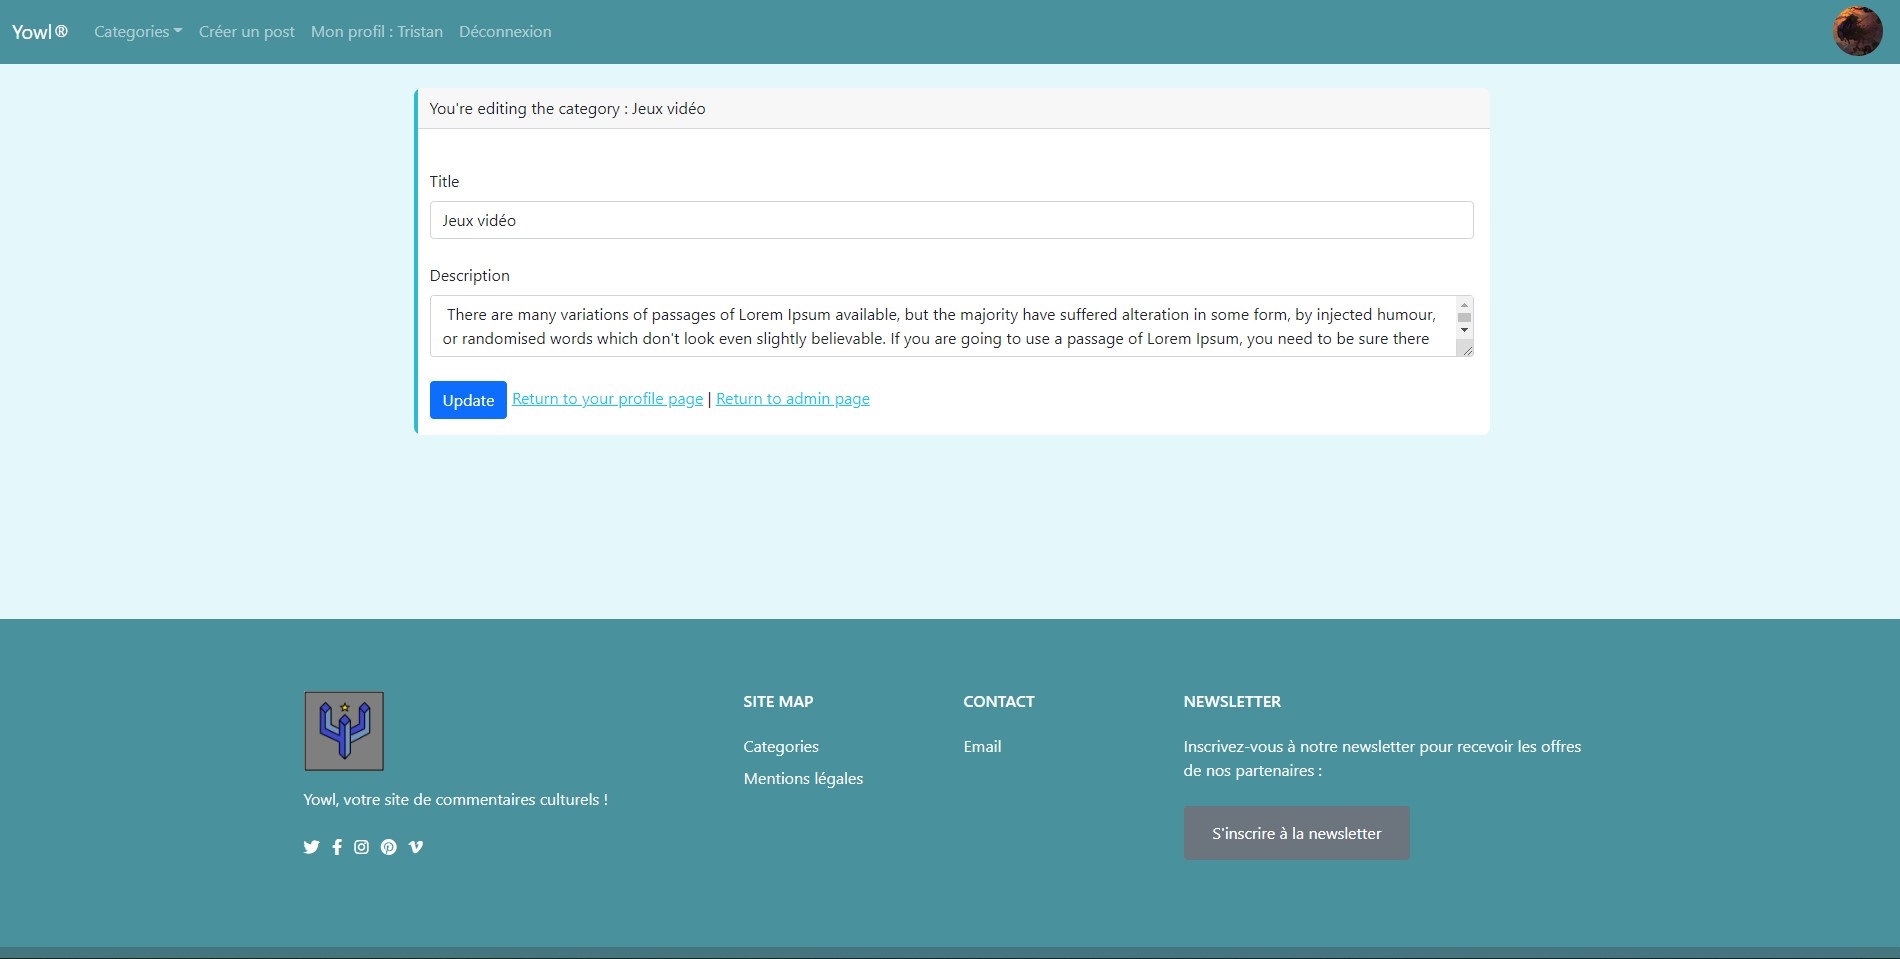 Yowl ®
Categories
Créer un post
Mon profil : Tristan
Déconnexion
You're editing the category : Jeux vidéo
Title
Jeux vidéo
Description
There are many variations of passages of Lorem Ipsum available, but the majority have suffered alteration in some form, by injected humour,
or randomised words which don't look even slightly believable. If you are going to use a passage of Lorem Ipsum, you need to be sure there
Update
Return to your profile page | Return to admin page
Yowl, votre site de commentaires culturels !
SITE MAP
Categories
Mentions légales
CONTACT
Email
NEWSLETTER
Inscrivez-vous à notre newsletter pour recevoir les offres
de nos partenaires :
S'inscrire à la newsletter